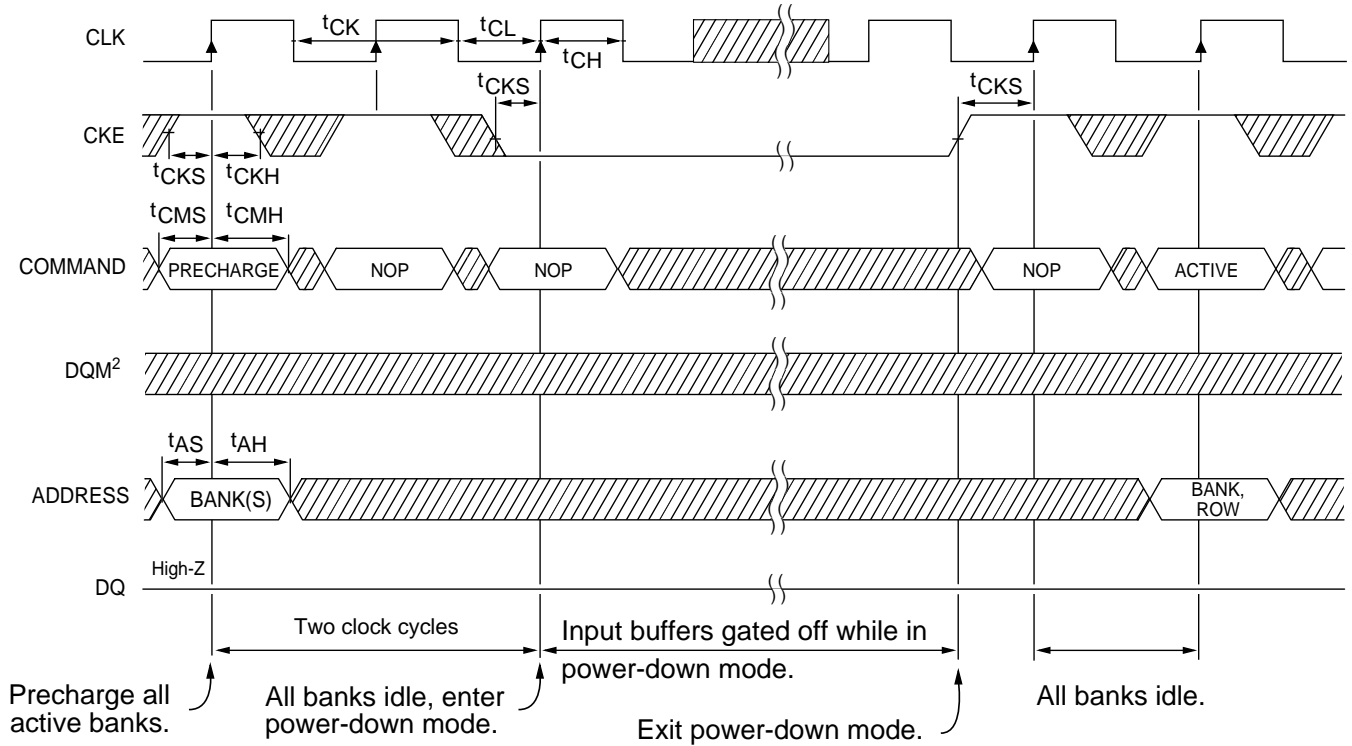 CLK
tCK
tCL
tCH
tCKS
tCKS
CKE
tCKS
tCKH
tCMS
tCMH
COMMAND
PRECHARGE
NOP
NOP
NOP
ACTIVE
DQM2
tAS
tAH
ADDRESS
BANK(S)
BANK,
ROW
DQ
High-Z
Two clock cycles
Input buffers gated off while in
power-down mode.
Precharge all
active banks.
All banks idle, enter
power-down mode.
Exit power-down mode.
All banks idle.